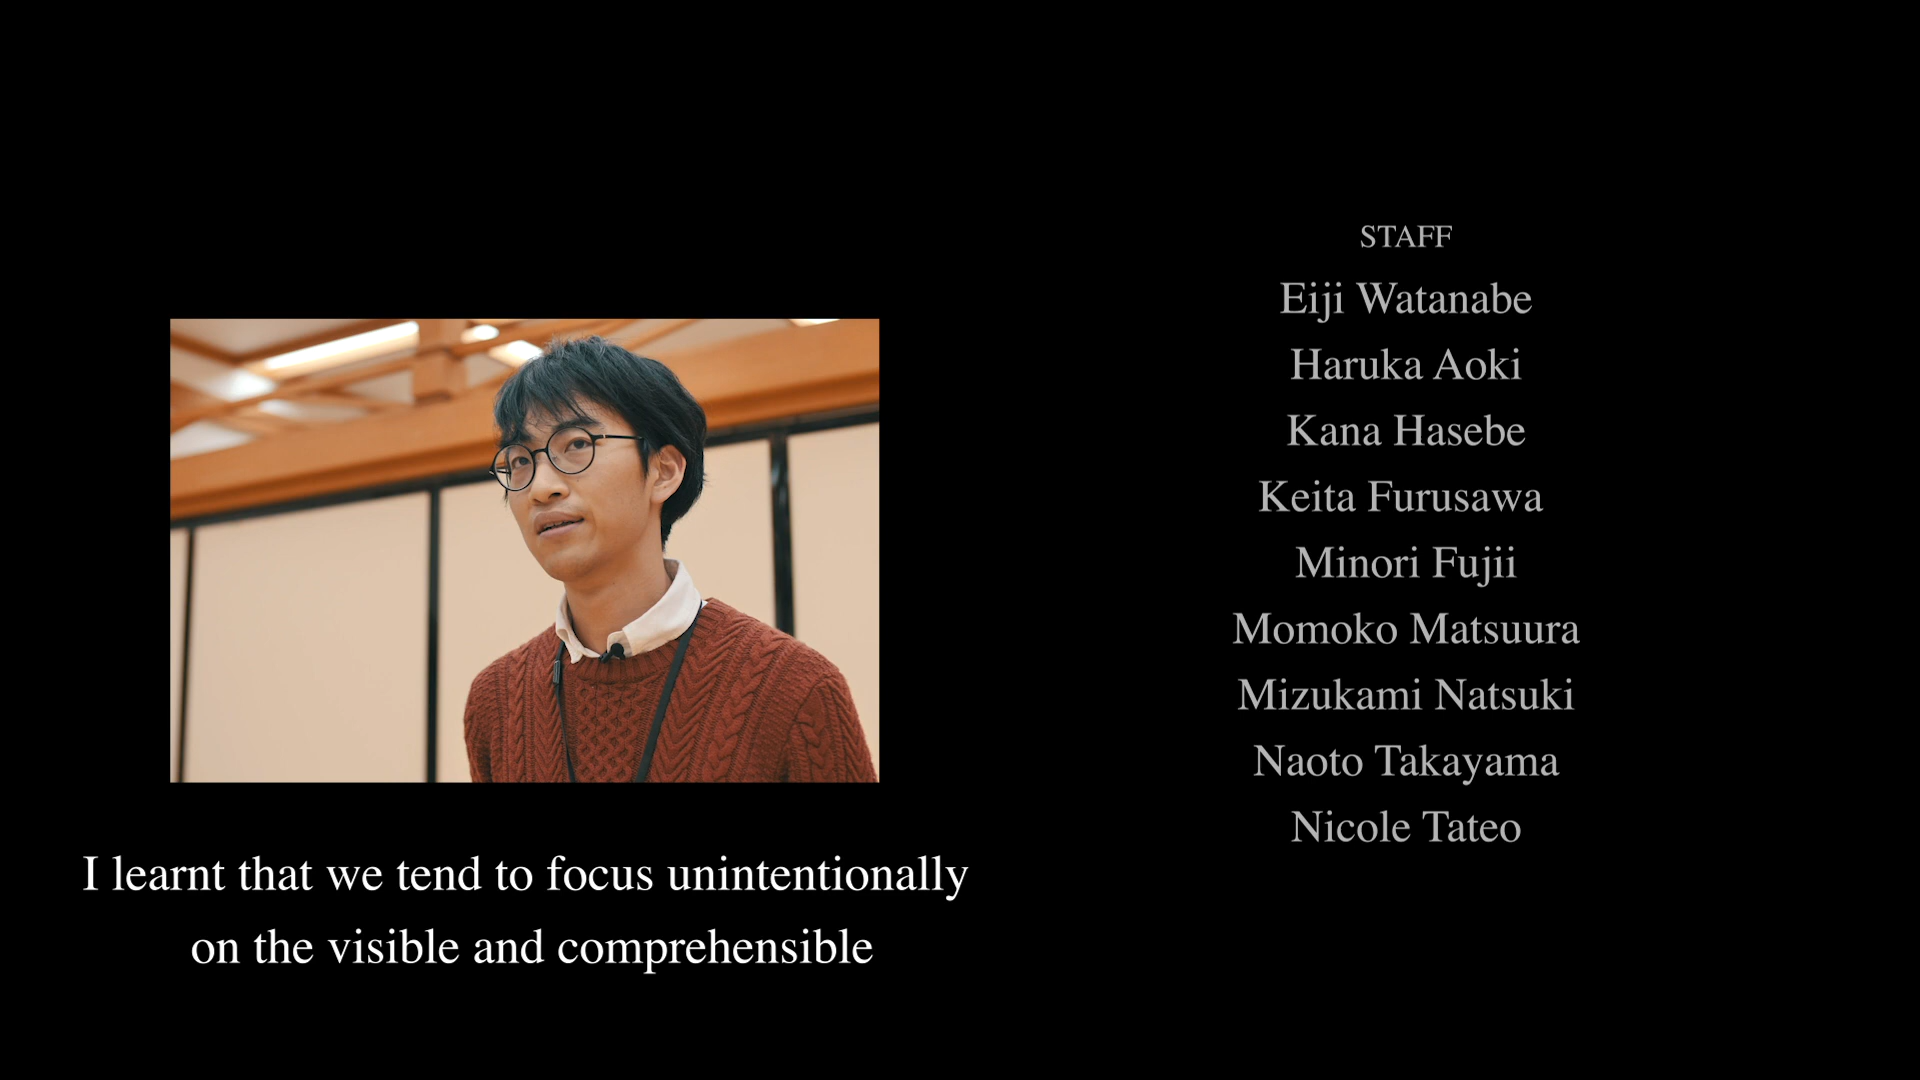 I learnt that we tend to focus unintentionally
on the visible and comprehensible
STAFF
Eiji Watanabe
Haruka Aoki
Kana Hasebe
Keita Furusawa
Minori Fujii
Momoko Matsuura
Mizukami Natsuki
Naoto Takayama
Nicole Tateo